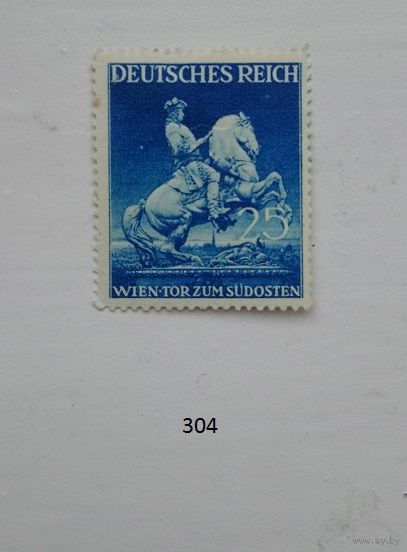 DEUTSCHES REICH
25
WIEN·TOR ZUM SÜDOSTEN
304
www.ay.by